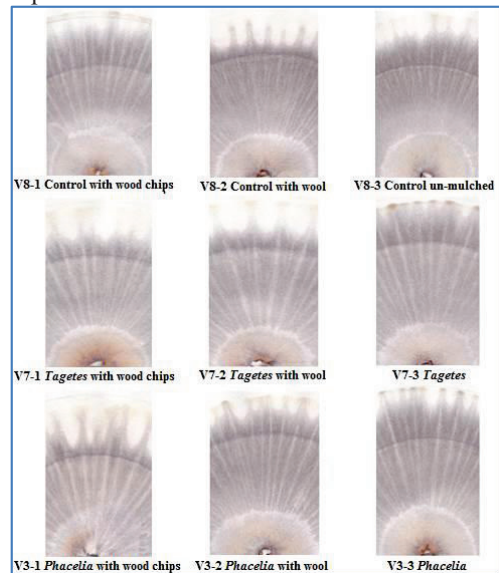 V8-1 Control with wood chips
V8-2 Control with wool
V8-3 Control un-mulched
V7-1 Tagetes with wood chips
V7-2 Tagetes with wool
V7-3 Tagetes
V3-1 Phacelia with wood chips
V3-2 Phacelia with wool
V3-3 Phacelia